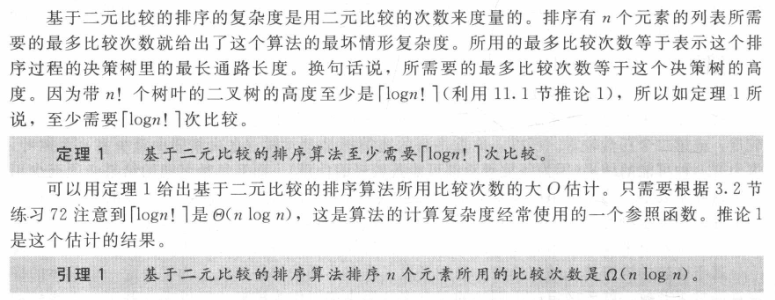 基于二元比较的排序的复杂度是用二元比较的次数来度量的。排序有 n 个元素的列表所需
要的最多比较次数就给出了这个算法的最坏情形复杂度。所用的最多比较次数等于表示这个排
序过程的决策树里的最长通路长度。换句话说，所需要的最多比较次数等于这个决策树的高
度。因为带 n! 个树叶的二叉树的高度至少是⌈logn!⌉(利用 11.1 节推论 1)，所以如定理 1 所
说，至少需要⌈logn!⌉次比较。
定理 1 基于二元比较的排序算法至少需要⌈logn!⌉次比较。
可以用定理 1 给出基于二元比较的排序算法所用比较次数的大 O 估计。只需要根据 3.2 节
练习 72 注意到⌈logn!⌉是 Θ(n log n)，这是算法的计算复杂度经常使用的一个参照函数。推论 1
是这个估计的结果。
引理 1 基于二元比较的排序算法排序 n 个元素所用的比较次数是 Ω(n log n)。